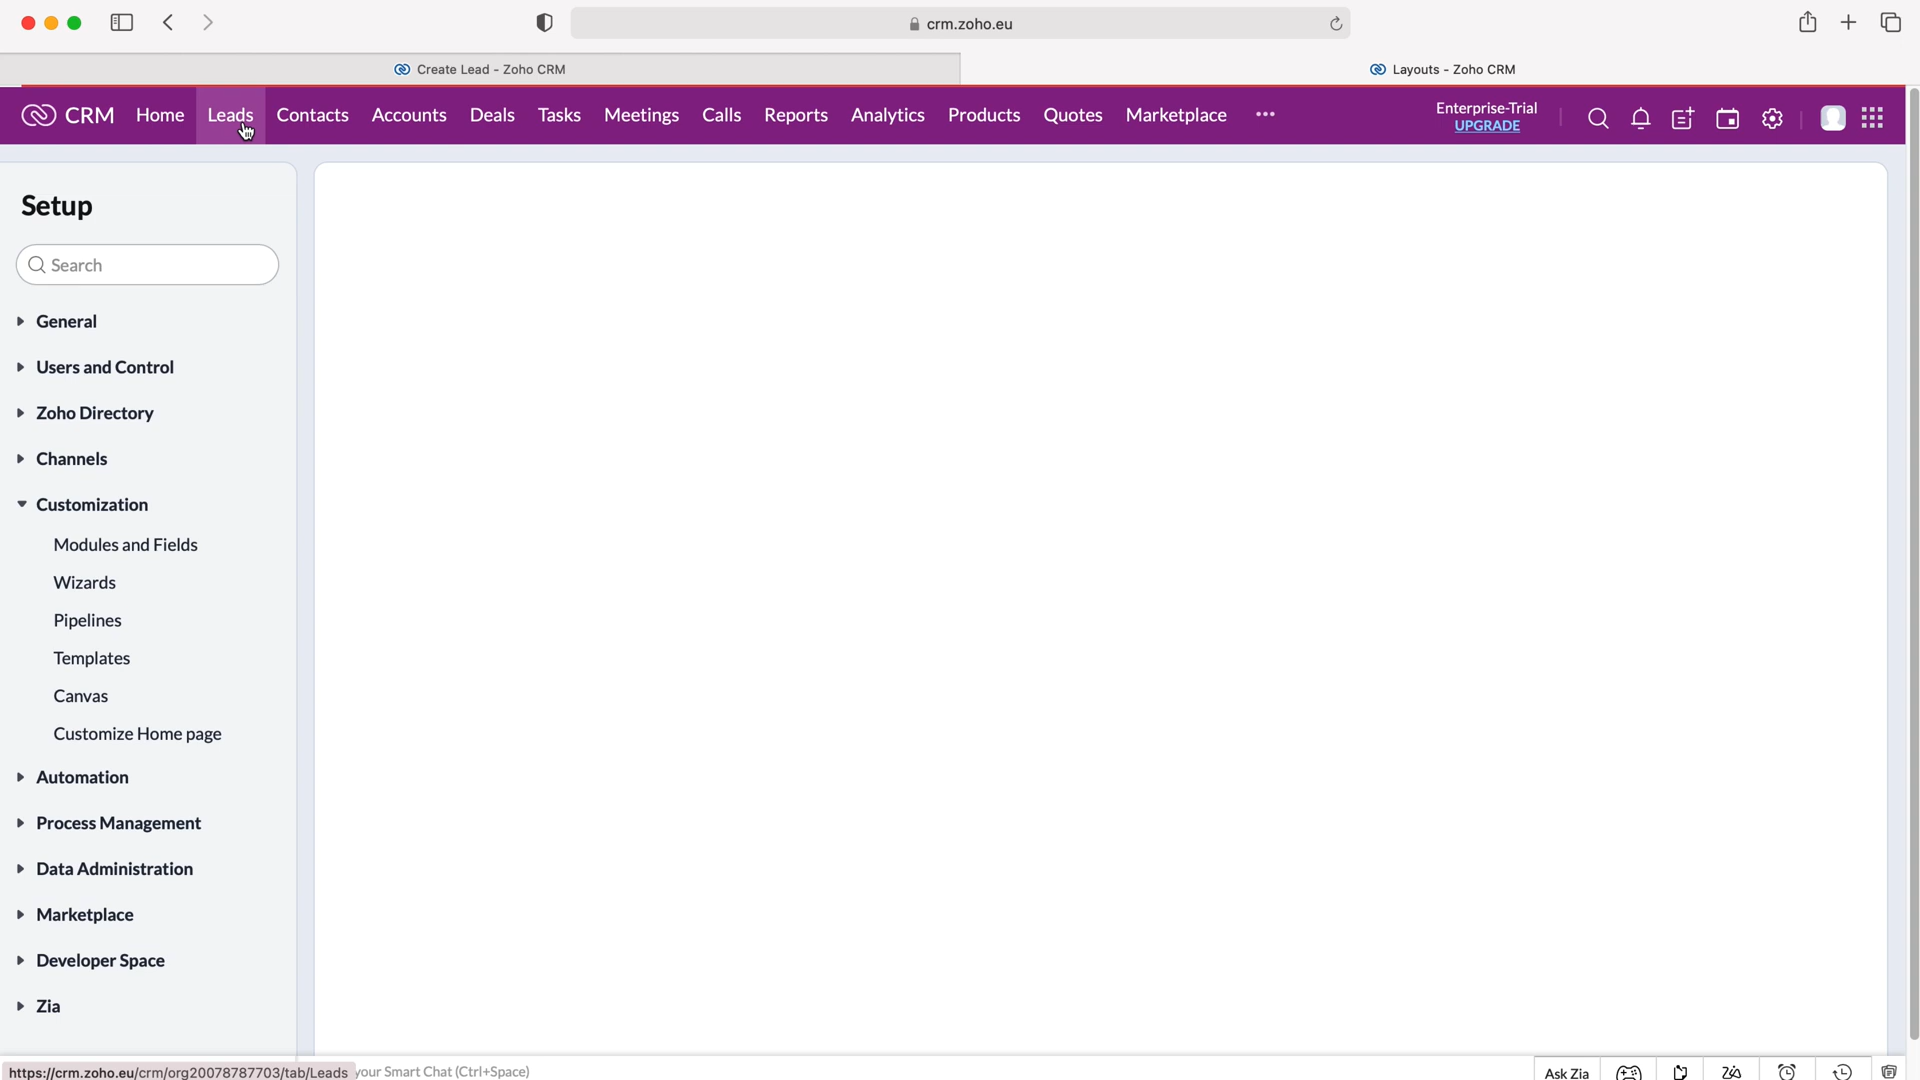 crm.zoho.eu
Create Lead - Zoho CRM
Layouts - Zoho CRM
CRM Home Leads Contacts Accounts Deals Tasks Meetings Calls Reports Analytics Products Quotes Marketplace ...
Enterprise-Trial
UPGRADE
Setup
Search
General
Users and Control
Zoho Directory
Channels
Customization
Modules and Fields
Wizards
Pipelines
Templates
Canvas
Customize Home page
Automation
Process Management
Data Administration
Marketplace
Developer Space
Zia
https://crm.zoho.eu/crm/org20078787703/tab/Leads your Smart Chat (Ctrl+Space)
Ask Zia